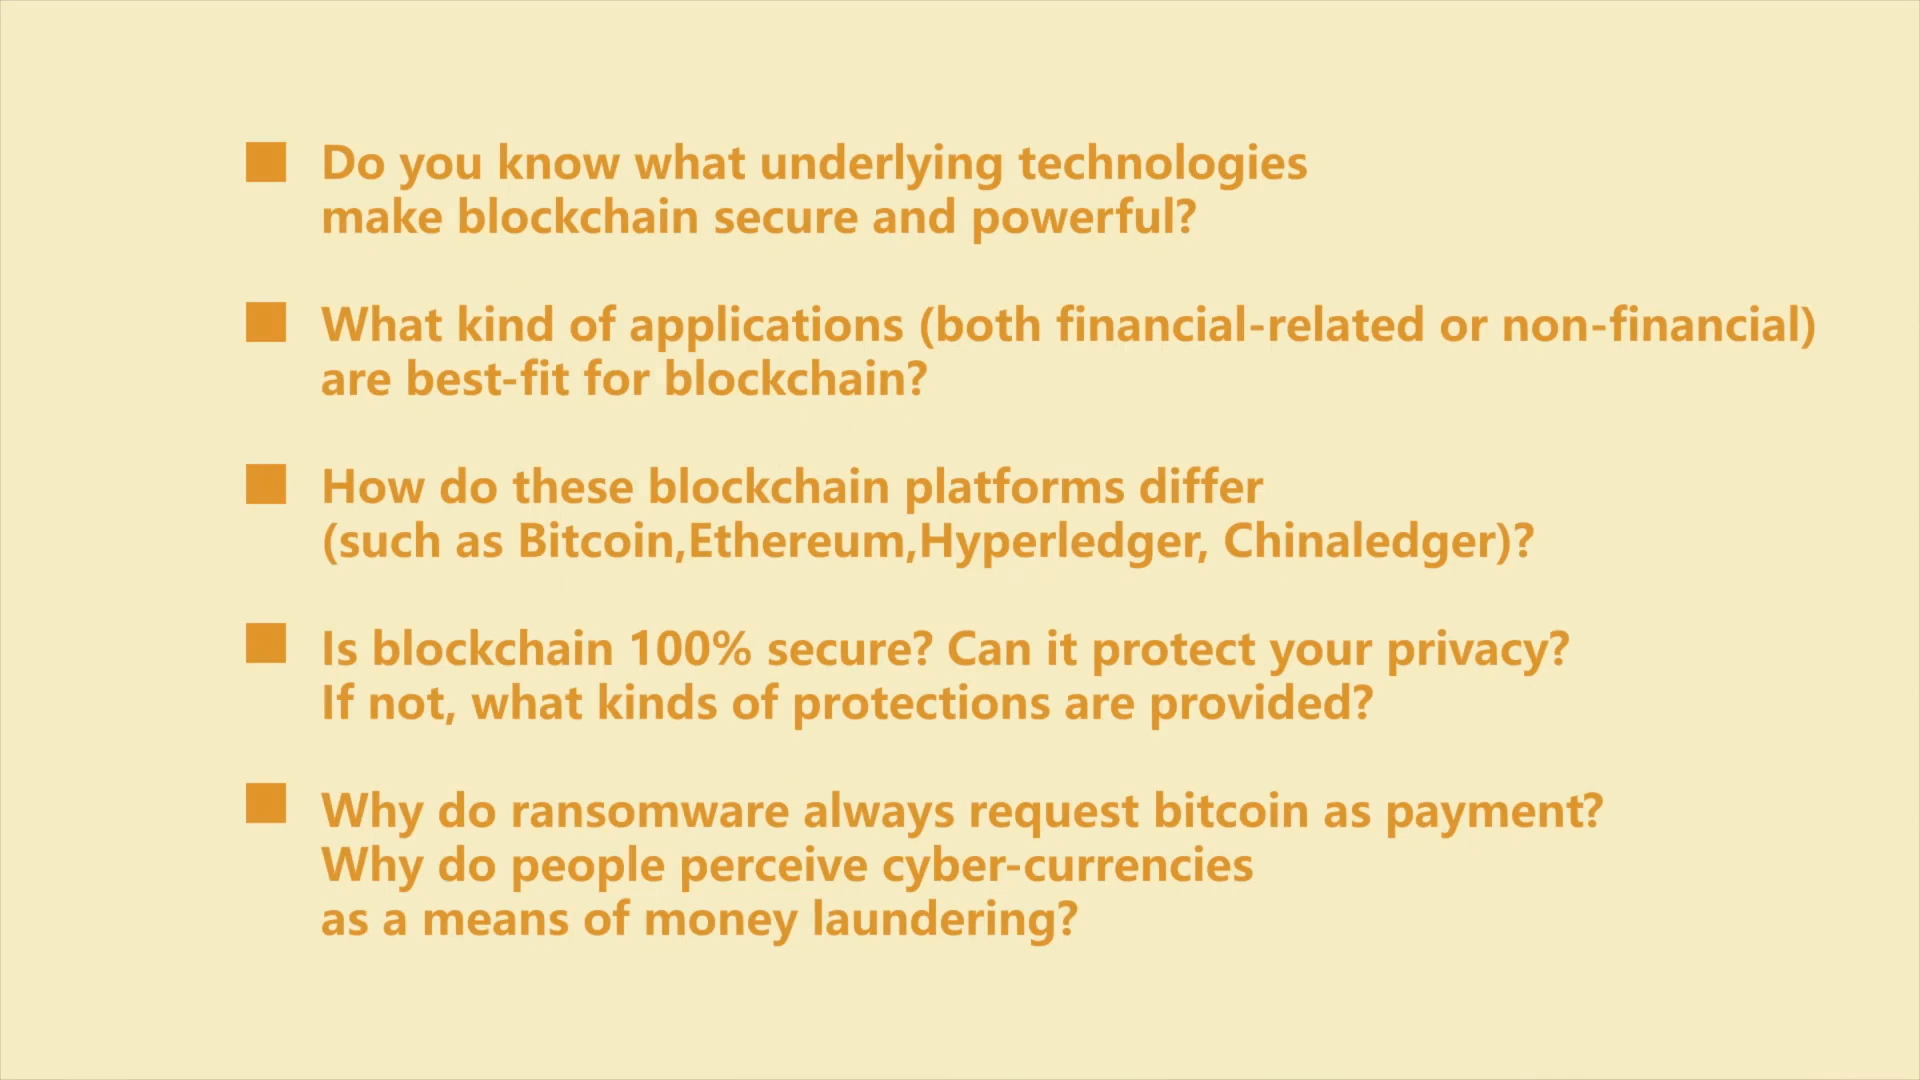 Do you know what underlying technologies
make blockchain secure and powerful?
What kind of applications (both financial-related or non-financial)
are best-fit for blockchain?
How do these blockchain platforms differ
(such as Bitcoin,Ethereum,Hyperledger, Chinaledger)?
Is blockchain 100% secure? Can it protect your privacy?
If not, what kinds of protections are provided?
Why do ransomware always request bitcoin as payment?
Why do people perceive cyber-currencies
as a means of money laundering?